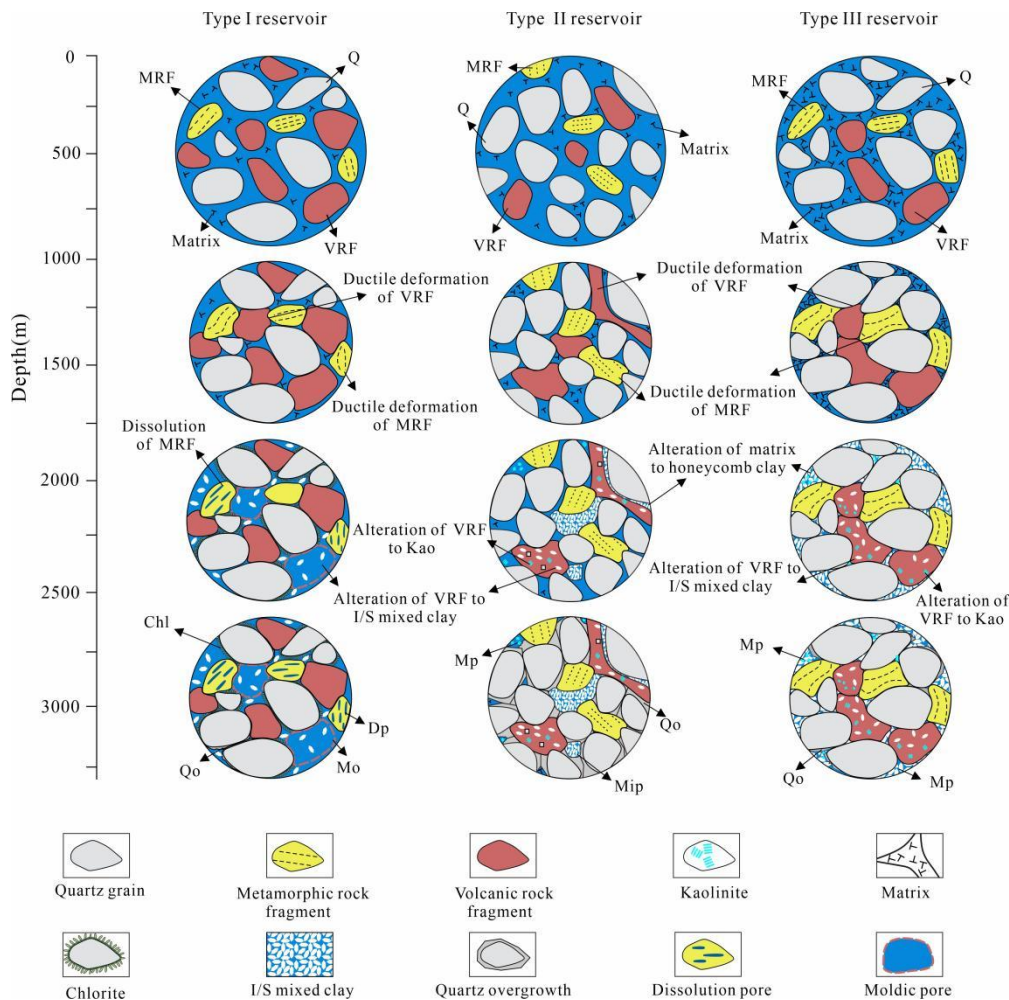 Type I reservoir
Type II reservoir
Type III reservoir
0
500
1000
1500
2000
2500
3000
Depth(m)
MRF
Q
Matrix
VRF
MRF
Q
Matrix
VRF
MRF
Q
Matrix
VRF
Ductile deformation
of VRF
Ductile deformation
of MRF
Ductile deformation
of VRF
Ductile deformation
of MRF
Dissolution
of MRF
Alteration of VRF
to Kao
Alteration of VRF to
I/S mixed clay
Alteration of matrix
to honeycomb clay
Alteration of VRF to
I/S mixed clay
Alteration of
VRF to Kao
Chl
Qo
Dp
Mo
Mp
Qo
Mip
Mp
Qo
Mp
Quartz grain
Metamorphic rock
fragment
Volcanic rock
fragment
Kaolinite
Matrix
Chlorite
I/S mixed clay
Quartz overgrowth
Dissolution pore
Moldic pore